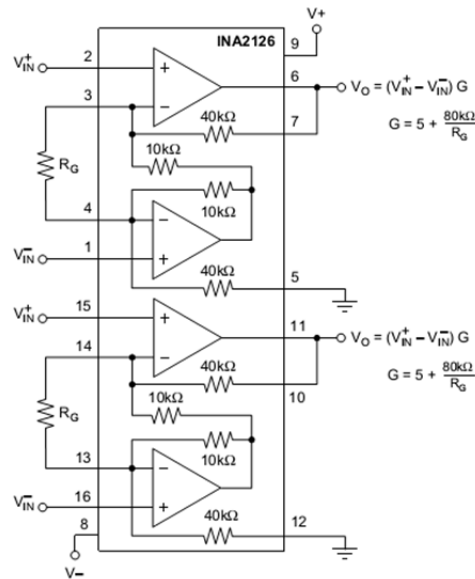 V+
INA2126
9
V+IN
2
6
VO = (V+IN – V–IN) G
3
40kΩ
7
G = 5 + 80kΩ/RG
10kΩ
RG
4
10kΩ
V–IN
1
40kΩ
5
V+IN
15
11
VO = (V+IN – V–IN) G
14
40kΩ
10
G = 5 + 80kΩ/RG
10kΩ
RG
13
10kΩ
V–IN
16
8
40kΩ
12
V–